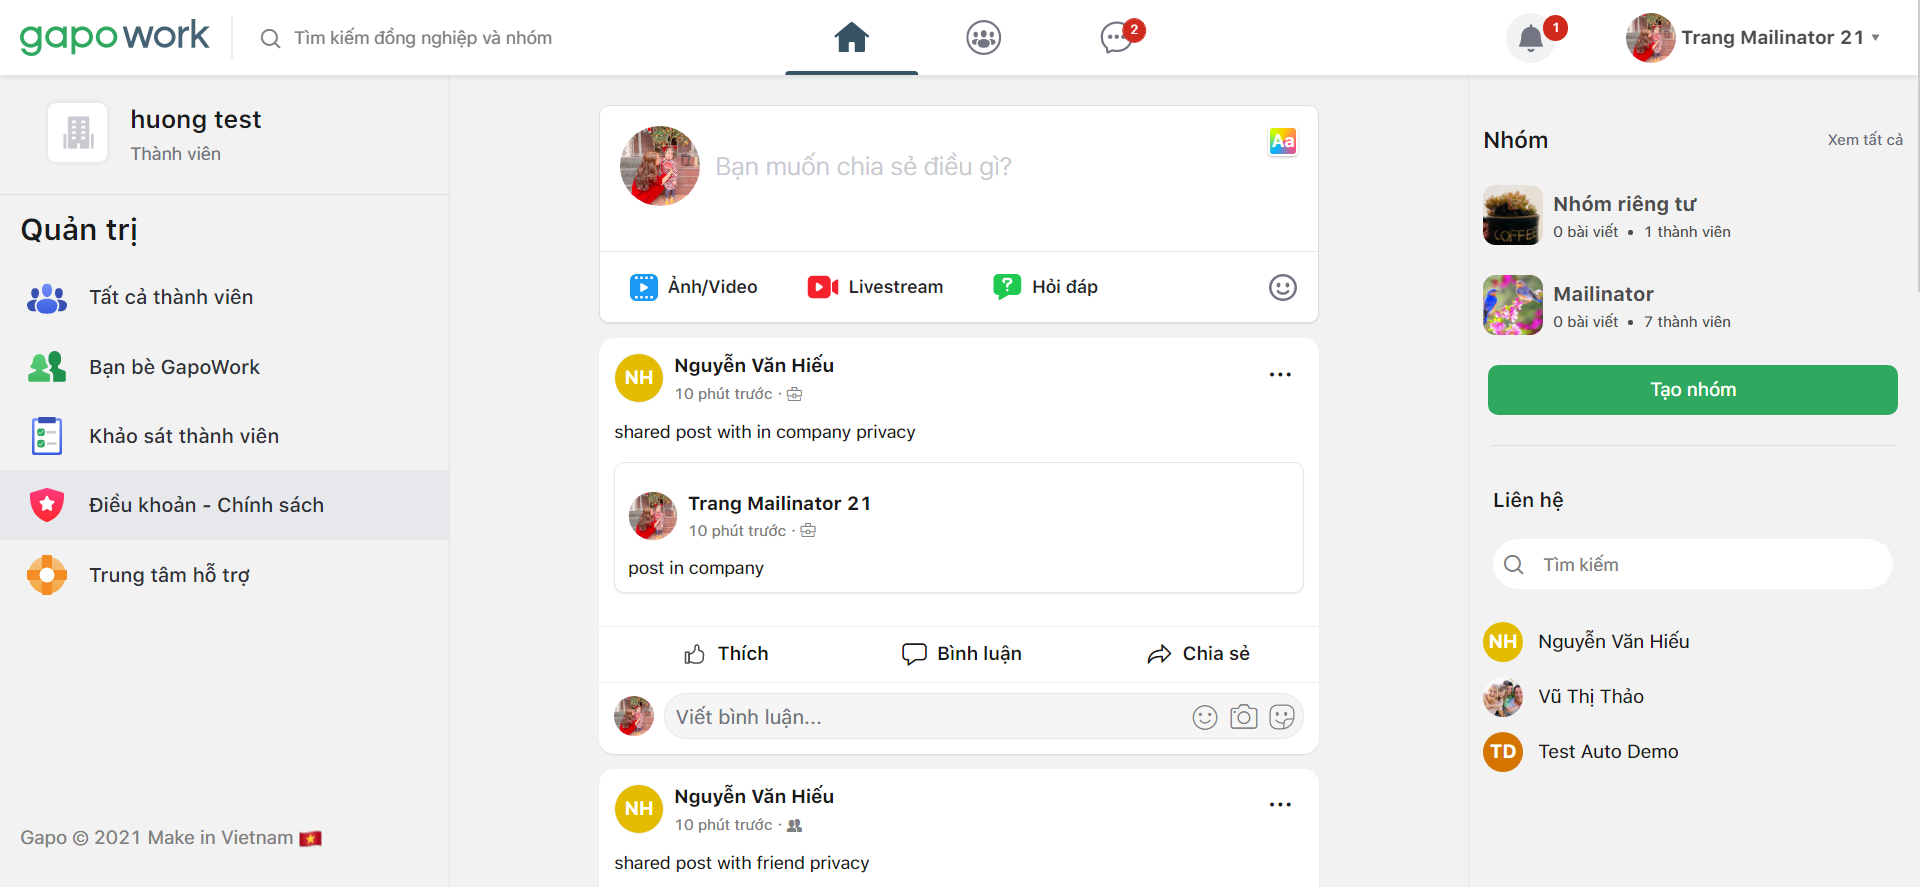 gapowork
Tìm kiếm đồng nghiệp và nhóm
2
1
Trang Mailinator 21
huong test
Thành viên
Quản trị
Tất cả thành viên
Bạn bè GapoWork
Khảo sát thành viên
Điều khoản - Chính sách
Trung tâm hỗ trợ
Gapo © 2021 Make in Vietnam
Bạn muốn chia sẻ điều gì?
Aa
Ảnh/Video
Livestream
Hỏi đáp
NH
Nguyễn Văn Hiếu
10 phút trước ·
shared post with in company privacy
Trang Mailinator 21
10 phút trước ·
post in company
Thích
Bình luận
Chia sẻ
Viết bình luận...
NH
Nguyễn Văn Hiếu
10 phút trước ·
shared post with friend privacy
Nhóm
Xem tất cả
COFFEE
Nhóm riêng tư
0 bài viết • 1 thành viên
Mailinator
0 bài viết • 7 thành viên
Tạo nhóm
Liên hệ
Tìm kiếm
NH
Nguyễn Văn Hiếu
Vũ Thị Thảo
TD
Test Auto Demo